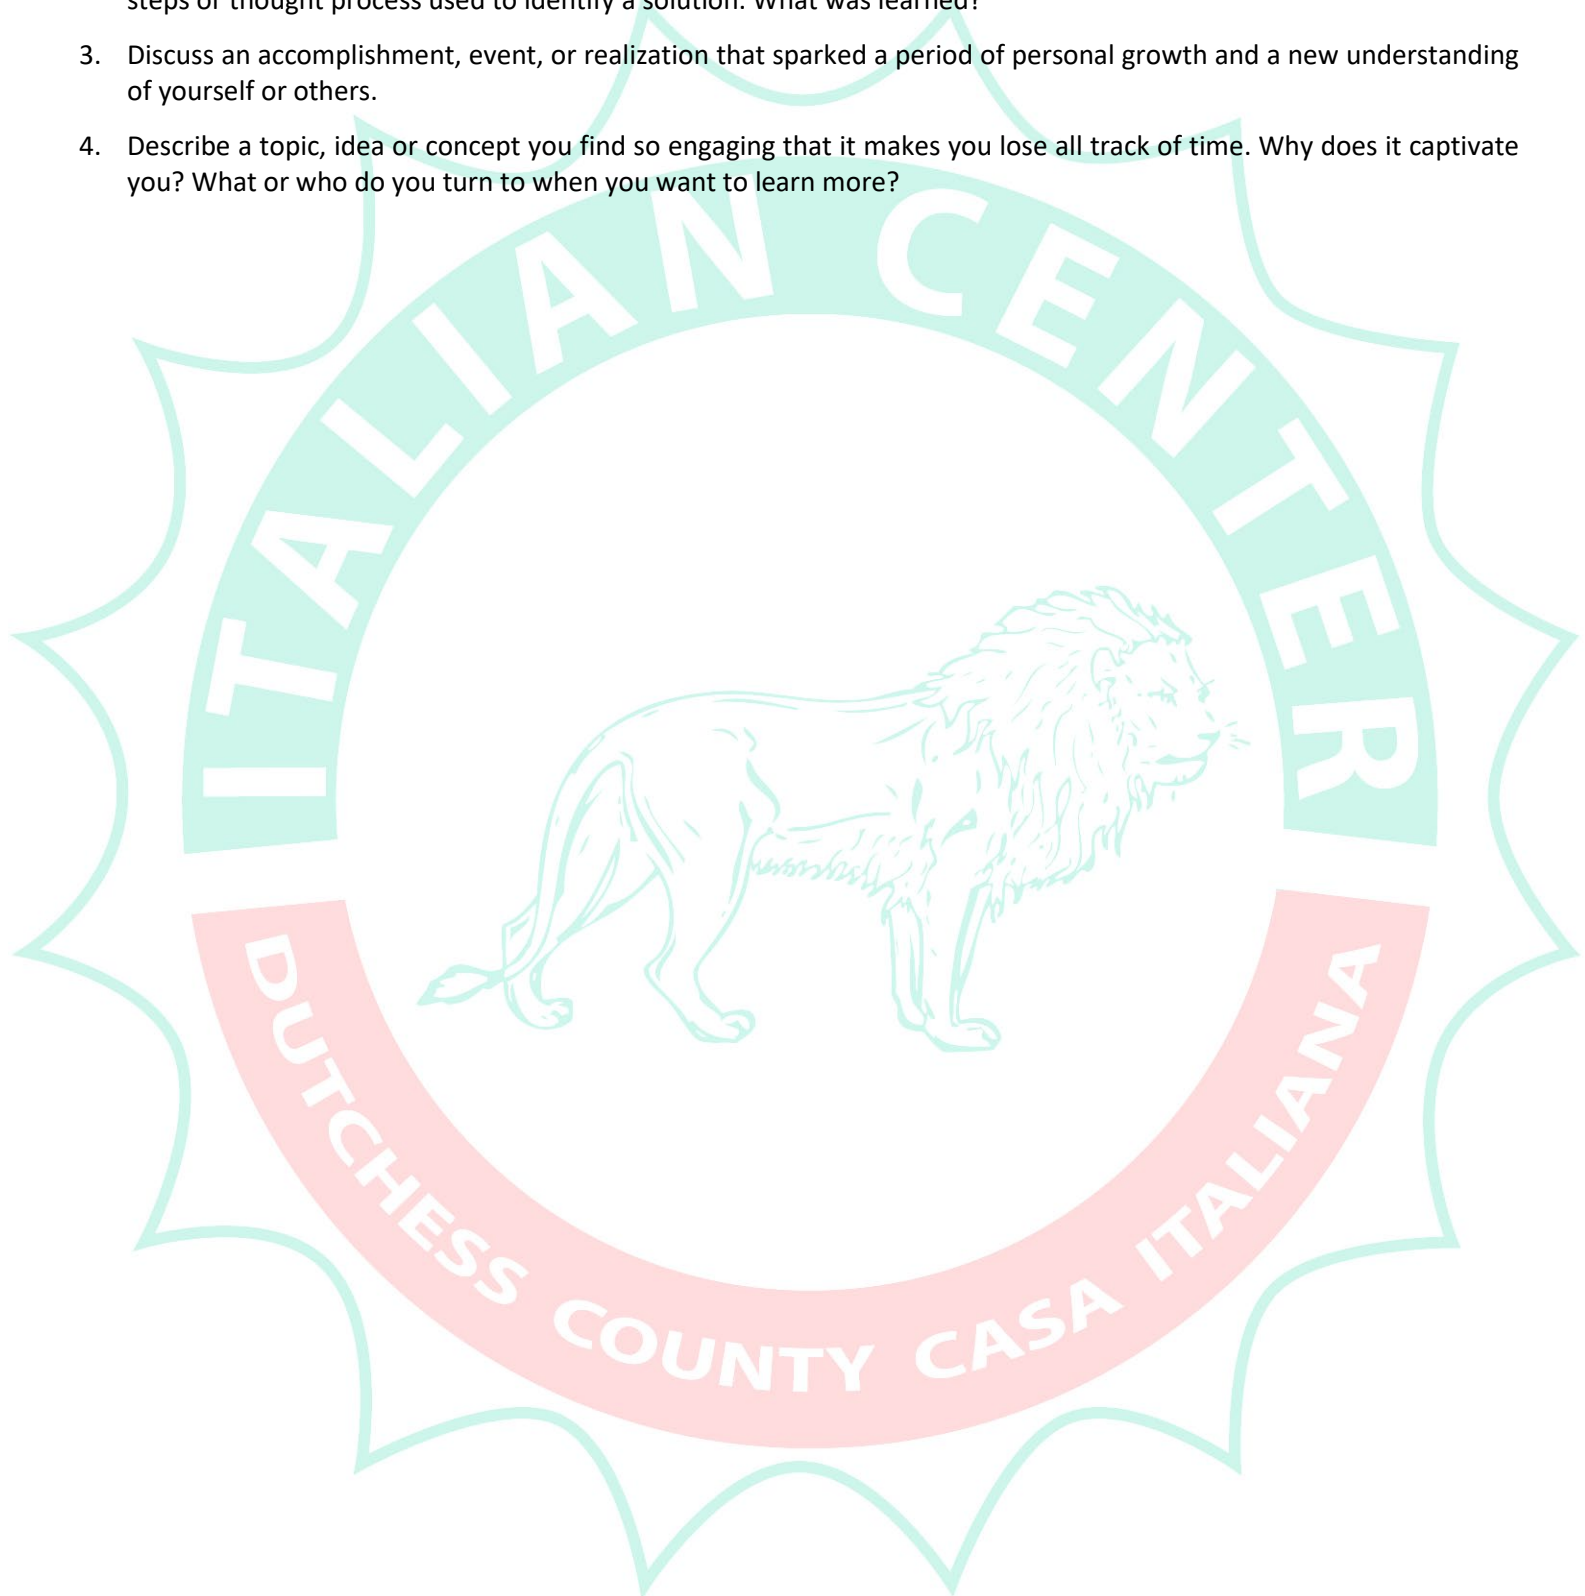 steps or thought process used to identify a solution. What was learned?
3. Discuss an accomplishment, event, or realization that sparked a period of personal growth and a new understanding
of yourself or others.
4. Describe a topic, idea or concept you find so engaging that it makes you lose all track of time. Why does it captivate
you? What or who do you turn to when you want to learn more?
ITALIAN CENTER
DUTCHESS COUNTY CASA ITALIANA